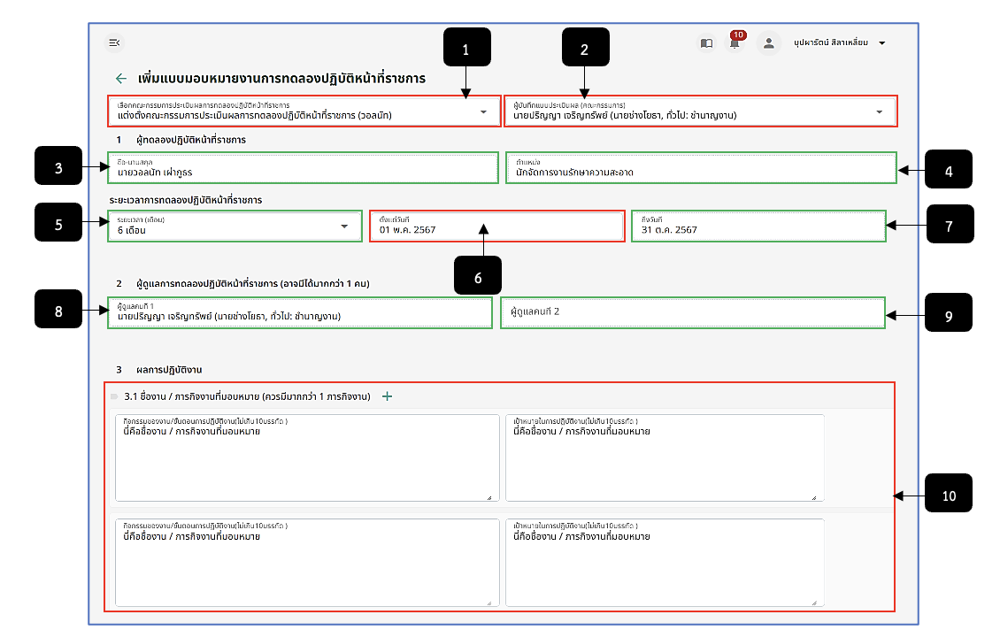 1
2
10
บุปผารัตน์ สีลาเหลี่ยม
เพิ่มแบบมอบหมายงานการทดลองปฏิบัติหน้าที่ราชการ
เลือกคณะกรรมการประเมินผลการทดลองปฏิบัติหน้าที่ราชการ
แต่งตั้งคณะกรรมการประเมินผลการทดลองปฏิบัติหน้าที่ราชการ (วอลนัท)
ผู้บันทึกแบบประเมินผล (คณะกรรมการ)
นายปริญญา เจริญทรัพย์ (นายช่างโยธา, ทั่วไป: ชำนาญงาน)
1 ผู้ทดลองปฏิบัติหน้าที่ราชการ
3
ชื่อ-นามสกุล
นายวอลนัท เผ่าภูธร
ตำแหน่ง
นักจัดการงานรักษาความสะอาด
4
ระยะเวลาการทดลองปฏิบัติหน้าที่ราชการ
5
ระยะเวลา (เดือน)
6 เดือน
ตั้งแต่วันที่
01 พ.ค. 2567
ถึงวันที่
31 ต.ค. 2567
7
6
2 ผู้ดูแลการทดลองปฏิบัติหน้าที่ราชการ (อาจมีได้มากกว่า 1 คน)
8
ผู้ดูแลคนที่ 1
นายปริญญา เจริญทรัพย์ (นายช่างโยธา, ทั่วไป: ชำนาญงาน)
ผู้ดูแลคนที่ 2
9
3 ผลการปฏิบัติงาน
3.1 ชื่องาน / ภารกิจงานที่มอบหมาย (ควรมีมากกว่า 1 ภารกิจงาน) +
กิจกรรมของงาน/ขั้นตอนการปฏิบัติงาน(ไม่เกิน10บรรทัด )
นี่คือชื่องาน / ภารกิจงานที่มอบหมาย
เป้าหมายในการปฏิบัติงาน(ไม่เกิน10บรรทัด )
นี่คือชื่องาน / ภารกิจงานที่มอบหมาย
10
กิจกรรมของงาน/ขั้นตอนการปฏิบัติงาน(ไม่เกิน10บรรทัด )
นี่คือชื่องาน / ภารกิจงานที่มอบหมาย
เป้าหมายในการปฏิบัติงาน(ไม่เกิน10บรรทัด )
นี่คือชื่องาน / ภารกิจงานที่มอบหมาย